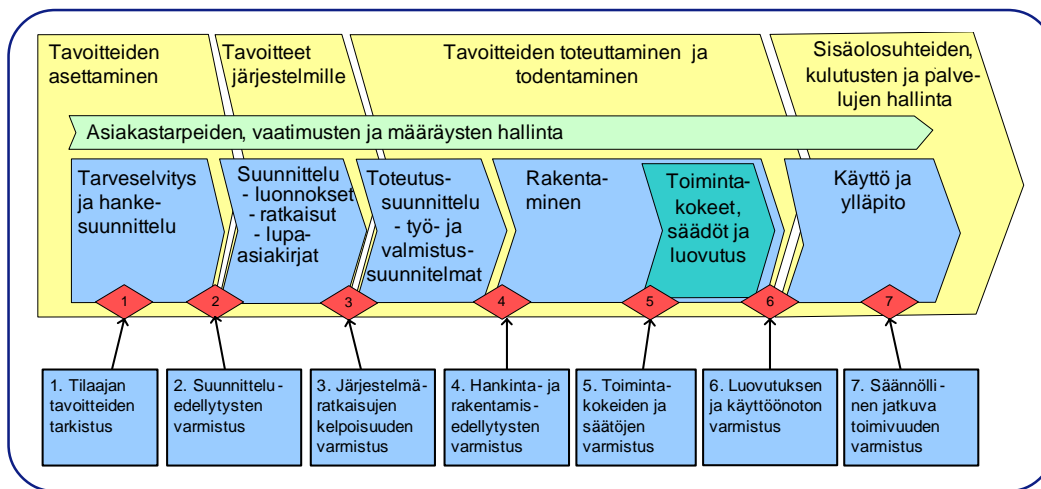 Tavoitteiden
asettaminen
Tavoitteet
järjestelmille
Tavoitteiden toteuttaminen ja
todentaminen
Sisäolosuhteiden,
kulutusten ja palve-
lujen hallinta
Asiakastarpeiden, vaatimusten ja määräysten hallinta
Tarveselvitys
ja hanke-
suunnittelu
Suunnittelu
- luonnokset
- ratkaisut
- lupa-
asiakirjat
Toteutus-
suunnittelu
- työ- ja
valmistus-
suunnitelmat
Rakenta-
minen
Toiminta-
kokeet,
säädöt ja
luovutus
Käyttö ja
ylläpito
1
2
3
4
5
6
7
1. Tilaajan
tavoitteiden
tarkistus
2. Suunnittelu-
edellytysten
varmistus
3. Järjestelmä-
ratkaisujen
kelpoisuuden
varmistus
4. Hankinta- ja
rakentamis-
edellytysten
varmistus
5. Toiminta-
kokeiden ja
säätöjen
varmistus
6. Luovutuksen
ja käyttöönoton
varmistus
7. Säännölli-
nen jatkuva
toimivuuden
varmistus